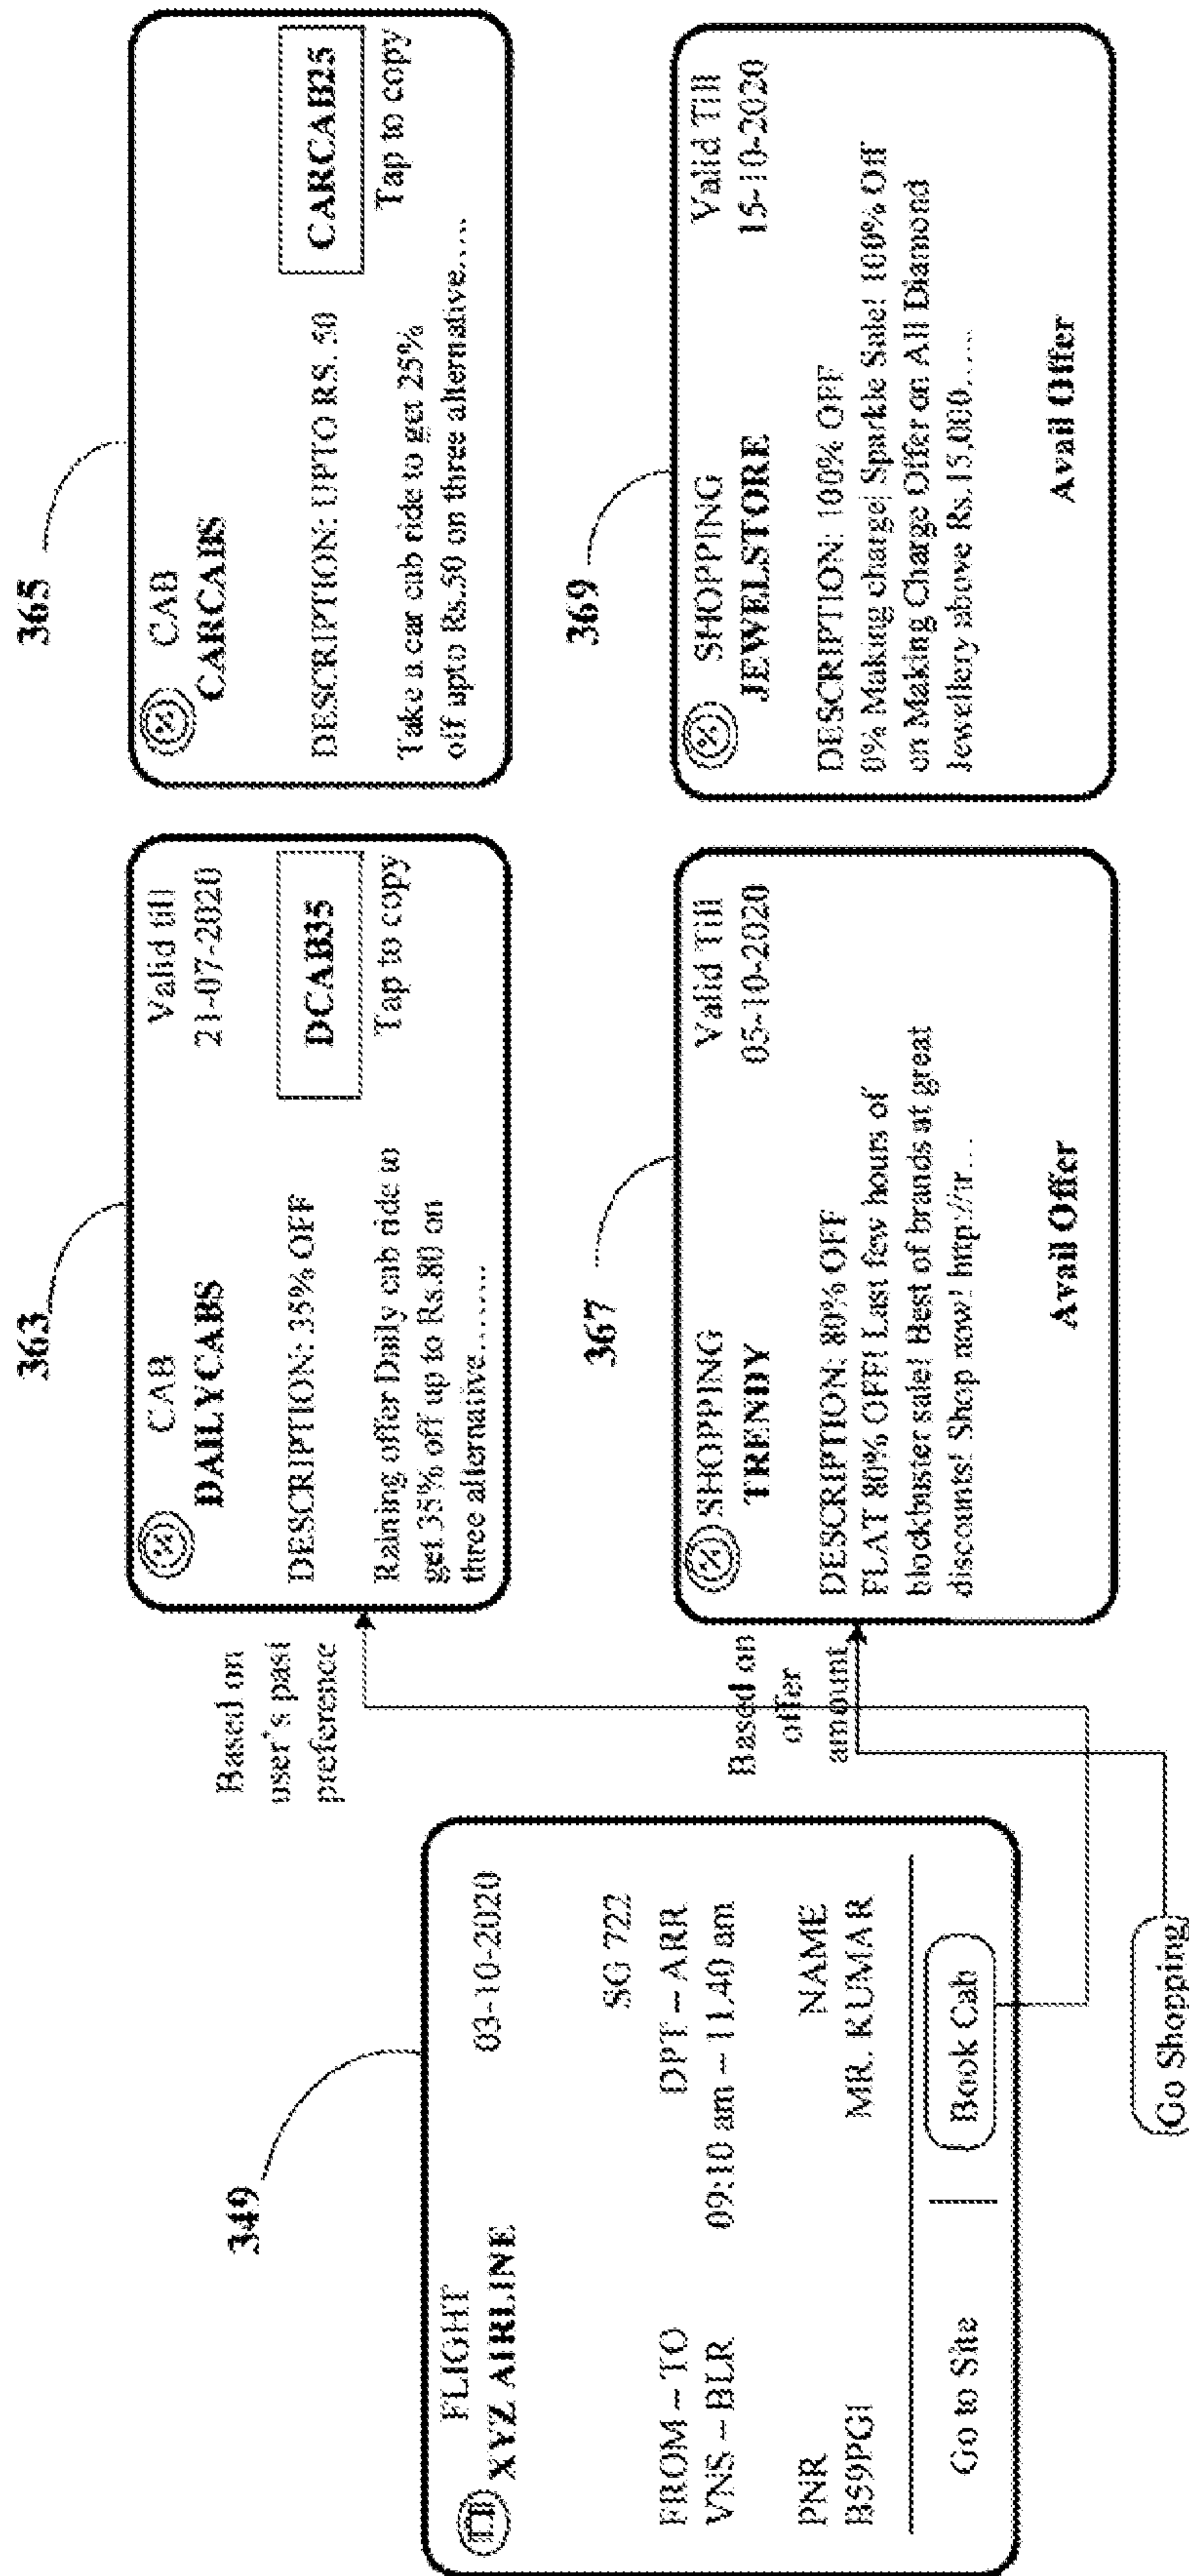 349
FLIGHT
XYZ AIRLINE
03-10-2020
SG 722
FROM – TO
DPT – ARR
VNS – BLR
09:10 am – 11.40 am
PNR
NAME
B59PGI
MR. KUMAR
Go to Site
|
Book Cab
Go Shopping
Based on
user's past
preference
Based on
offer
amount
363
CAB
DAILYCABS
Valid till
21-07-2020
DESCRIPTION: 35% OFF
DCAB35
Tap to copy
Raining offer Daily cab ride to
get 35% off up to Rs.80 on
three alternative........
365
CAB
CARCABS
DESCRIPTION: UPTO RS. 50
CARCAB25
Tap to copy
Take a car cab ride to get 25%
off upto Rs.50 on three alternative.....
367
SHOPPING
TRENDY
Valid Till
05-10-2020
DESCRIPTION: 80% OFF
FLAT 80% OFF! Last few hours of
blockbuster sale! Best of brands at great
discounts! Shop now! http://tr...
Avail Offer
369
SHOPPING
JEWELSTORE
Valid Till
15-10-2020
DESCRIPTION: 100% OFF
0% Making charge| Sparkle Sale! 100% Off
on Making Charge Offer on All Diamond
Jewellery above Rs.15,000......
Avail Offer